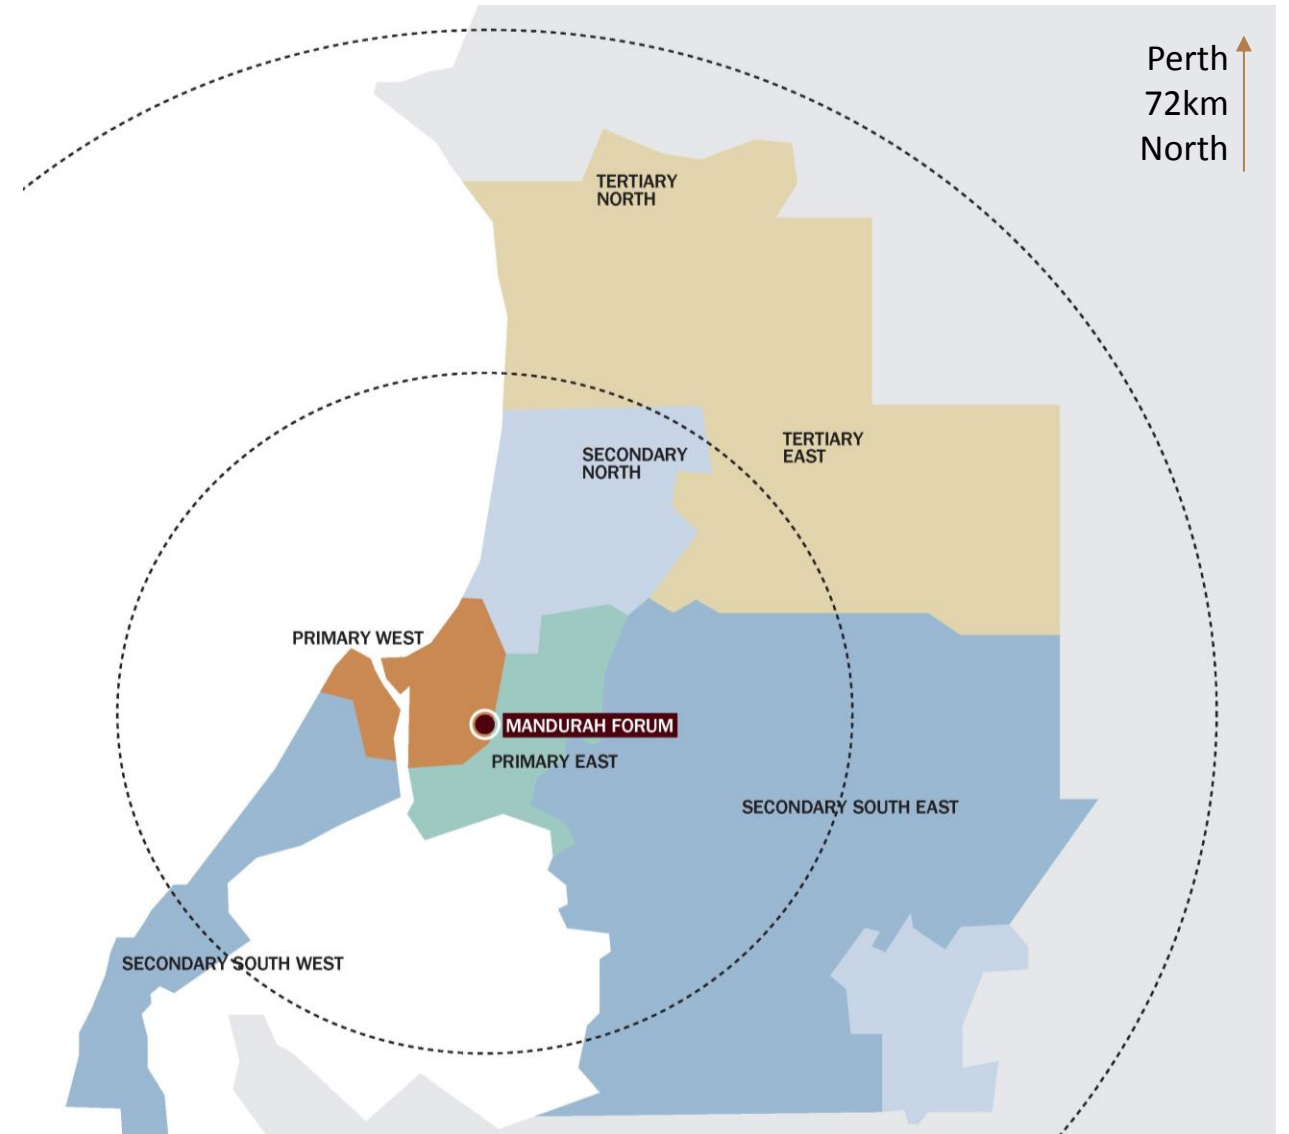 Perth
72km
North
TERTIARY
NORTH
TERTIARY
EAST
SECONDARY
NORTH
PRIMARY WEST
MANDURAH FORUM
PRIMARY EAST
SECONDARY SOUTH EAST
SECONDARY SOUTH WEST